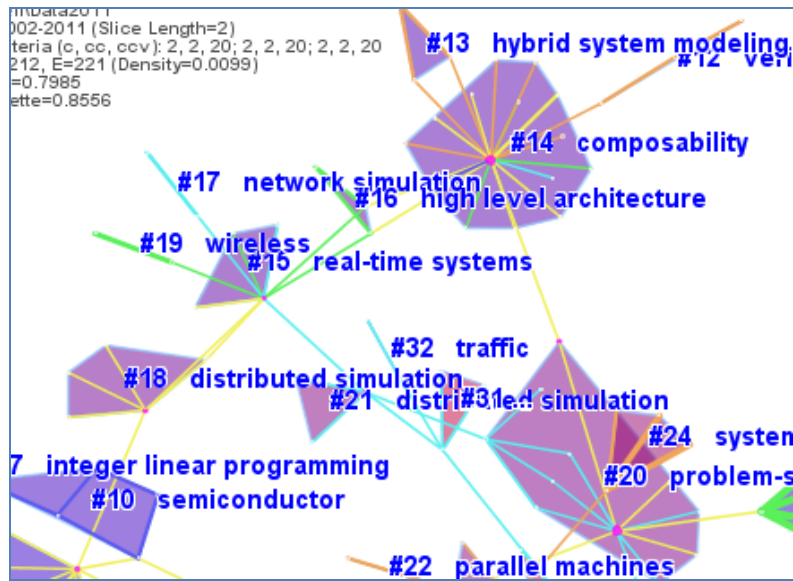 002-2011 (Slice Length=2)
teria (c, cc, ccv): 2, 2, 20; 2, 2, 20; 2, 2, 20
212, E=221 (Density=0.0099)
=0.7985
ette=0.8556
#13 hybrid system modeling
#12
#14 composability
#17 network simulation
#16 high level architecture
#19 wireless
#15 real-time systems
#32 traffic
#18 distributed simulation
#21 distributed simulation
#31
#24 system
#20 problem-s
7 integer linear programming
#10 semiconductor
#22 parallel machines